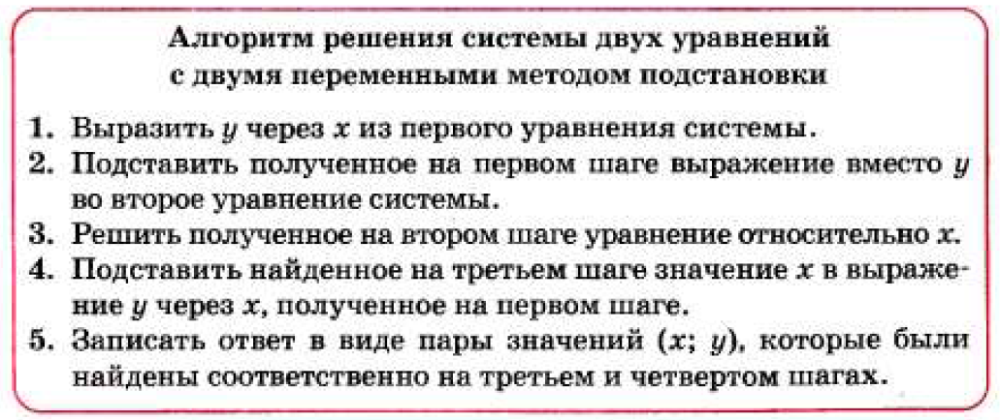 Алгоритм решения системы двух уравнений
с двумя переменными методом подстановки
1. Выразить y через x из первого уравнения системы.
2. Подставить полученное на первом шаге выражение вместо y
во второе уравнение системы.
3. Решить полученное на втором шаге уравнение относительно x.
4. Подставить найденное на третьем шаге значение x в выраже-
ние y через x, полученное на первом шаге.
5. Записать ответ в виде пары значений (x; y), которые были
найдены соответственно на третьем и четвертом шагах.